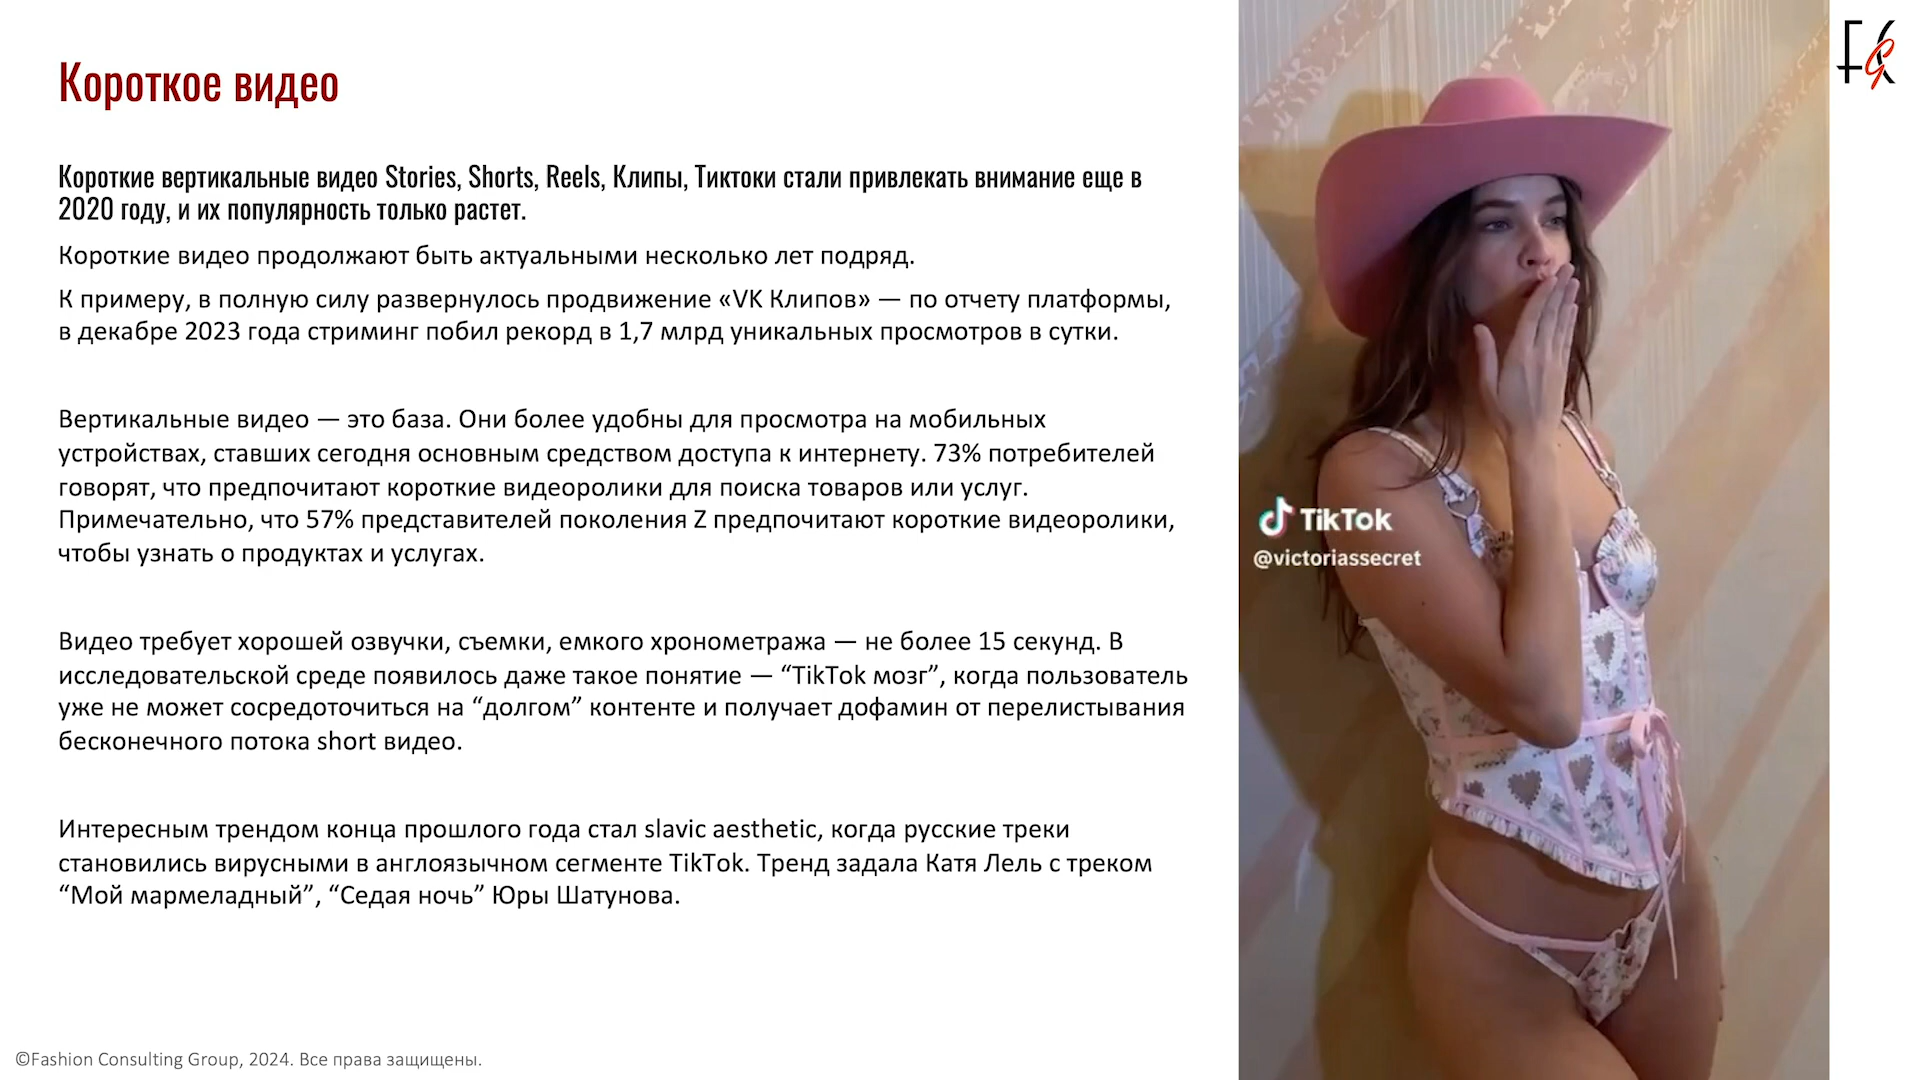 Короткое видео
Короткие вертикальные видео Stories, Shorts, Reels, Клипы, Тиктоки стали привлекать внимание еще в
2020 году, и их популярность только растет.
Короткие видео продолжают быть актуальными несколько лет подряд.
К примеру, в полную силу развернулось продвижение «VK Клипов» — по отчету платформы,
в декабре 2023 года стриминг побил рекорд в 1,7 млрд уникальных просмотров в сутки.
Вертикальные видео — это база. Они более удобны для просмотра на мобильных
устройствах, ставших сегодня основным средством доступа к интернету. 73% потребителей
говорят, что предпочитают короткие видеоролики для поиска товаров или услуг.
Примечательно, что 57% представителей поколения Z предпочитают короткие видеоролики,
чтобы узнать о продуктах и услугах.
Видео требует хорошей озвучки, съемки, емкого хронометража — не более 15 секунд. В
исследовательской среде появилось даже такое понятие — “TikTok мозг”, когда пользователь
уже не может сосредоточиться на “долгом” контенте и получает дофамин от перелистывания
бесконечного потока short видео.
Интересным трендом конца прошлого года стал slavic aesthetic, когда русские треки
становились вирусными в англоязычном сегменте TikTok. Тренд задала Катя Лель с треком
“Мой мармеладный”, “Седая ночь” Юры Шатунова.
©Fashion Consulting Group, 2024. Все права защищены.
TikTok
@victoriassecret
FCG